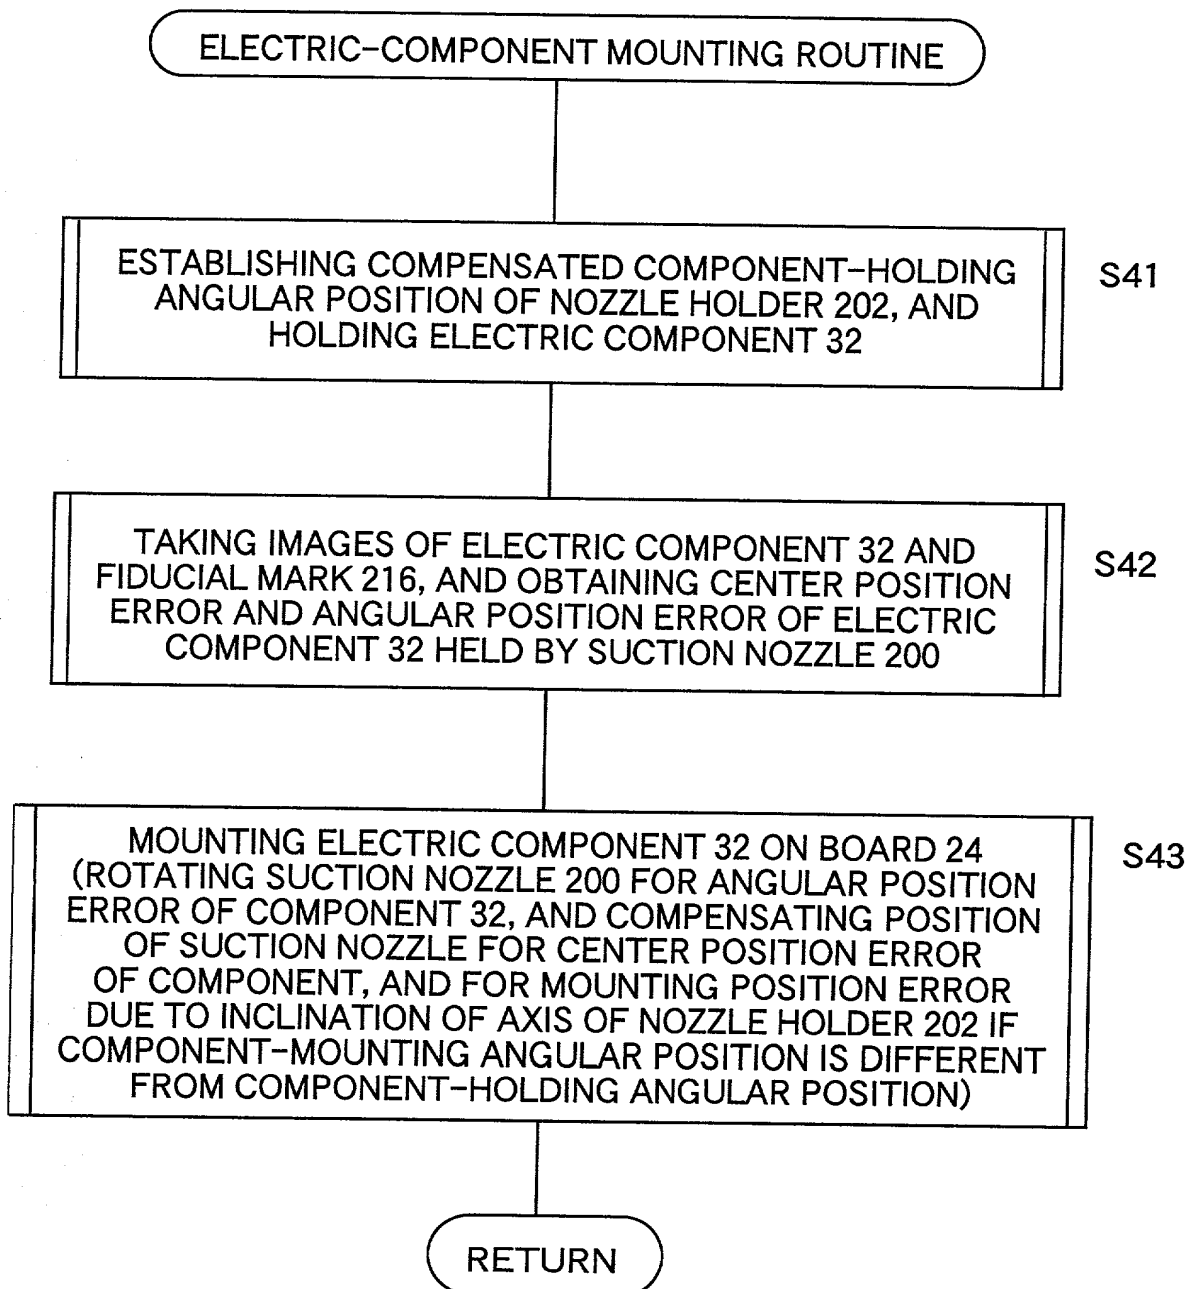 ELECTRIC-COMPONENT MOUNTING ROUTINE
ESTABLISHING COMPENSATED COMPONENT-HOLDING
ANGULAR POSITION OF NOZZLE HOLDER 202, AND
HOLDING ELECTRIC COMPONENT 32
S41
TAKING IMAGES OF ELECTRIC COMPONENT 32 AND
FIDUCIAL MARK 216, AND OBTAINING CENTER POSITION
ERROR AND ANGULAR POSITION ERROR OF ELECTRIC
COMPONENT 32 HELD BY SUCTION NOZZLE 200
S42
MOUNTING ELECTRIC COMPONENT 32 ON BOARD 24
(ROTATING SUCTION NOZZLE 200 FOR ANGULAR POSITION
ERROR OF COMPONENT 32, AND COMPENSATING POSITION
OF SUCTION NOZZLE FOR CENTER POSITION ERROR
OF COMPONENT, AND FOR MOUNTING POSITION ERROR
DUE TO INCLINATION OF AXIS OF NOZZLE HOLDER 202 IF
COMPONENT-MOUNTING ANGULAR POSITION IS DIFFERENT
FROM COMPONENT-HOLDING ANGULAR POSITION)
S43
RETURN